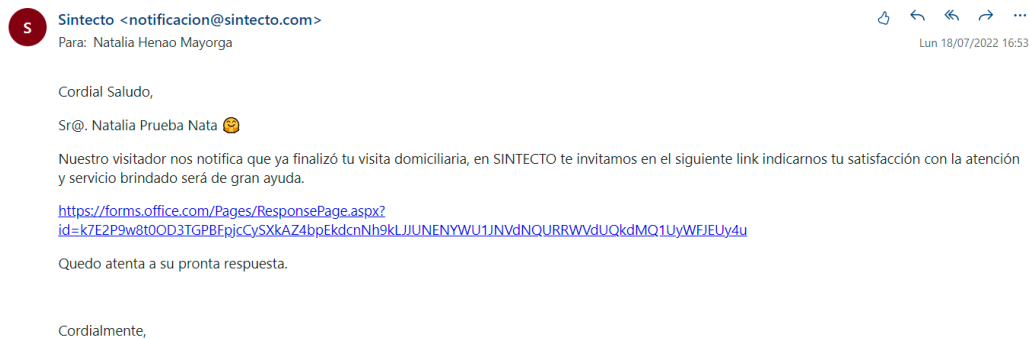 S
Sintecto <notificacion@sintecto.com>
Para: Natalia Henao Mayorga
Lun 18/07/2022 16:53
Cordial Saludo,
Sr@. Natalia Prueba Nata 🤗
Nuestro visitador nos notifica que ya finalizó tu visita domiciliaria, en SINTECTO te invitamos en el siguiente link indicarnos tu satisfacción con la atención
y servicio brindado será de gran ayuda.
https://forms.office.com/Pages/ResponsePage.aspx?
id=k7E2P9w8t0OD3TGPBFpjcCySXkAZ4bpEkdcnNh9kLJJUNENYWU1JNVdNQURRWVdUQkdMQ1UyWFJEUy4u
Quedo atenta a su pronta respuesta.
Cordialmente,